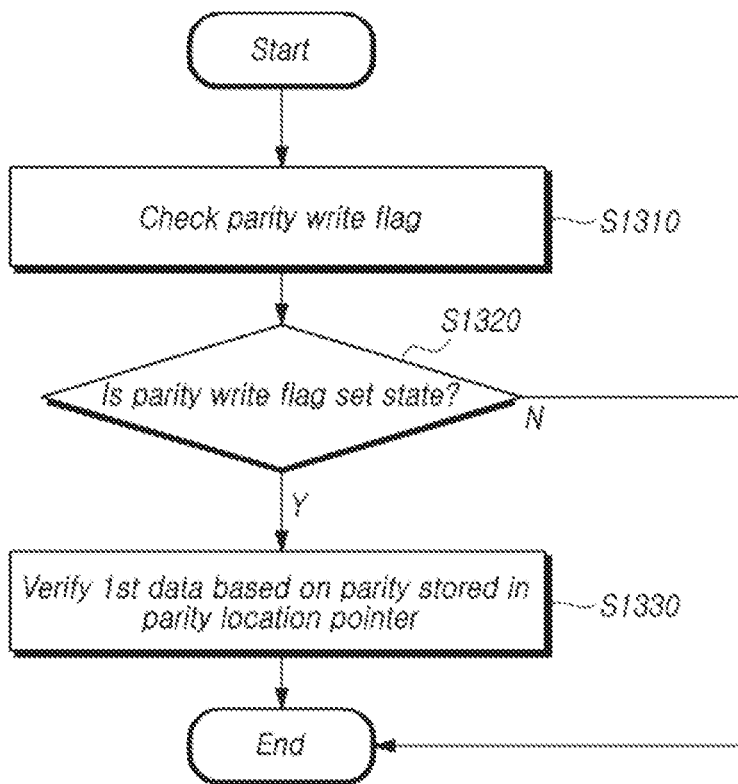 Start
Check parity write flag
S1310
S1320
Is parity write flag set state?
N
Y
Verify 1st data based on parity stored in
parity location pointer
S1330
End